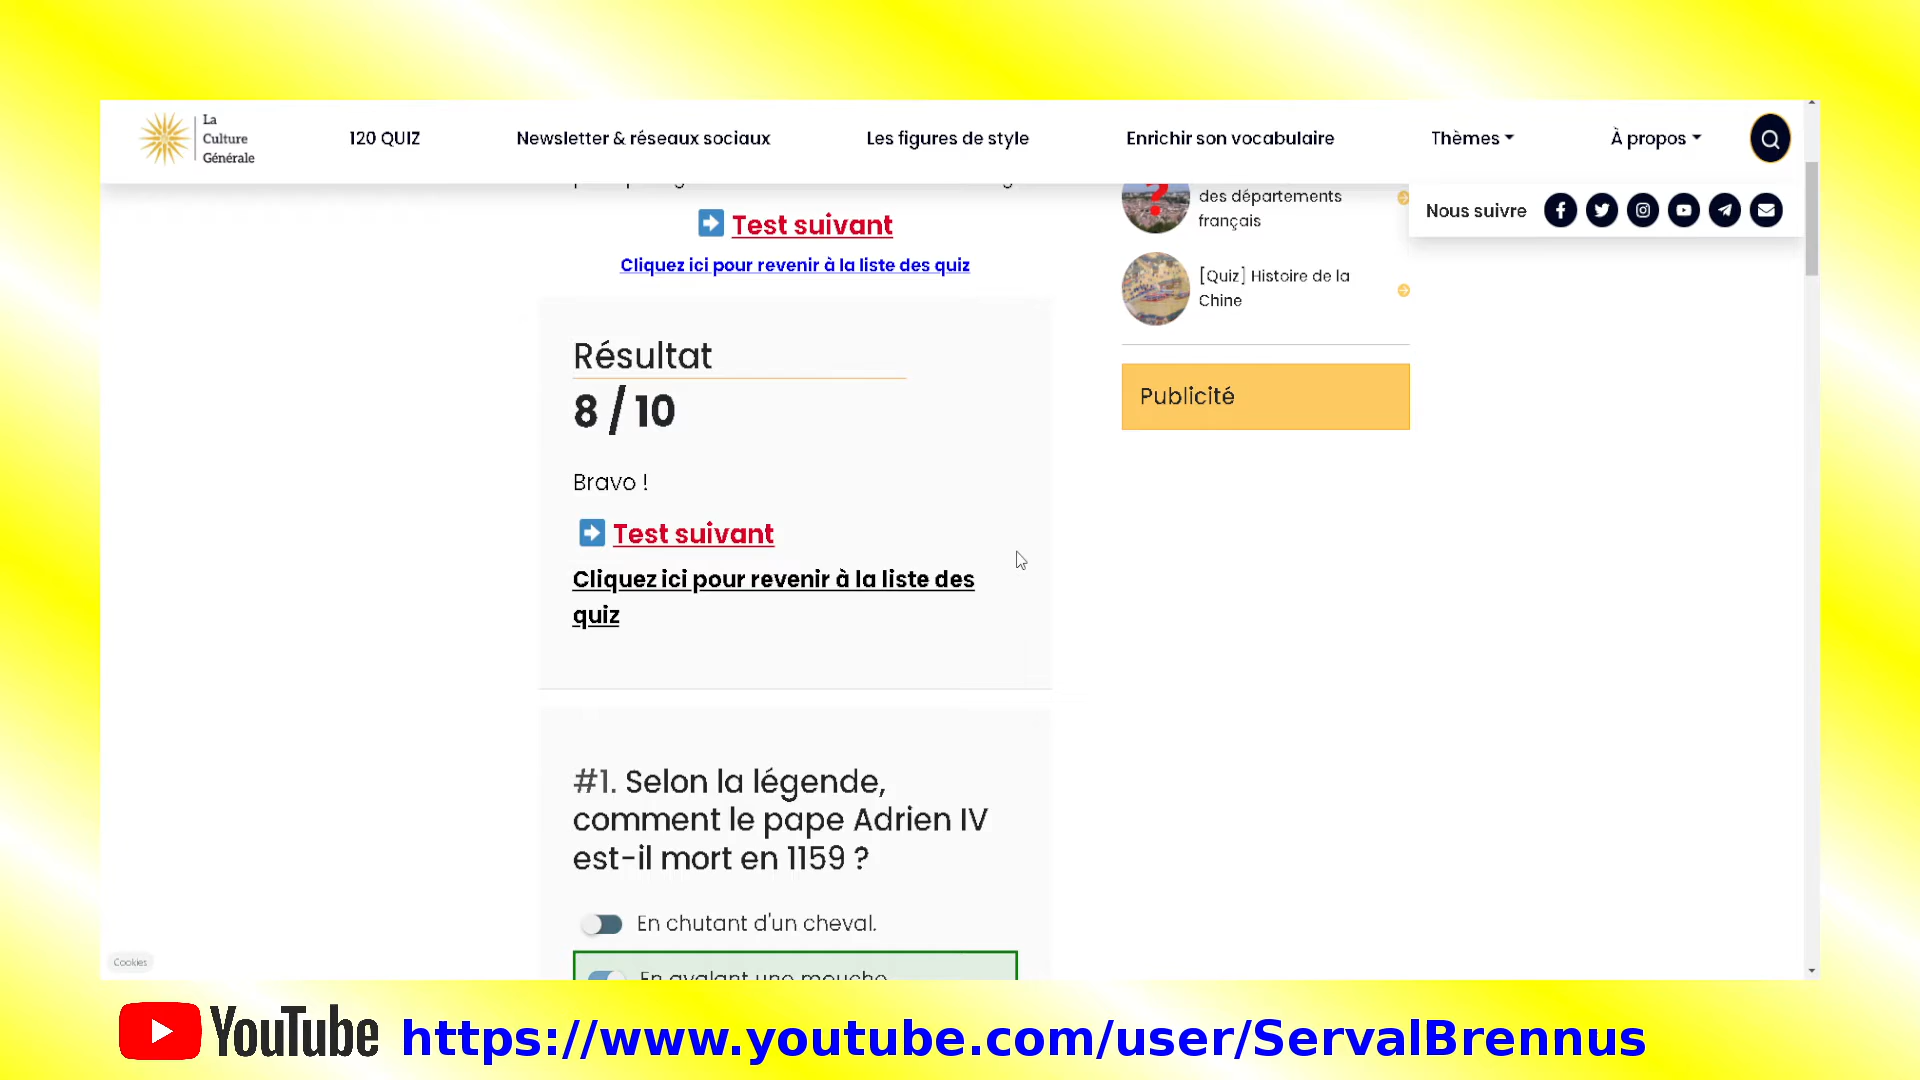 La
Culture
Générale
120 QUIZ
Newsletter & réseaux sociaux
Les figures de style
Enrichir son vocabulaire
Thèmes
À propos
Nous suivre
Test suivant
Cliquez ici pour revenir à la liste des quiz
des départements
français
[Quiz] Histoire de la
Chine
Publicité
Résultat
8 / 10
Bravo !
Test suivant
Cliquez ici pour revenir à la liste des
quiz
#1. Selon la légende,
comment le pape Adrien IV
est-il mort en 1159 ?
En chutant d'un cheval.
En avalant une mouche
Cookies
YouTube
https://www.youtube.com/user/ServalBrennus